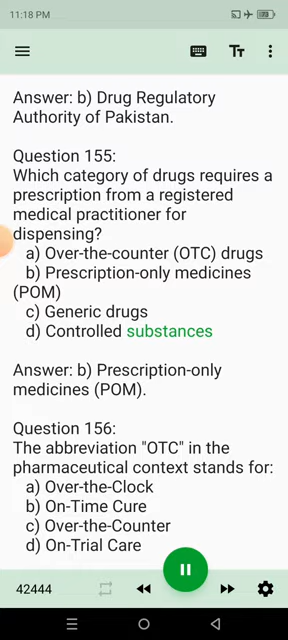 11:18 PM
Answer: b) Drug Regulatory
Authority of Pakistan.
Question 155:
Which category of drugs requires a
prescription from a registered
medical practitioner for
dispensing?
a) Over-the-counter (OTC) drugs
b) Prescription-only medicines
(POM)
c) Generic drugs
d) Controlled substances
Answer: b) Prescription-only
medicines (POM).
Question 156:
The abbreviation "OTC" in the
pharmaceutical context stands for:
a) Over-the-Clock
b) On-Time Cure
c) Over-the-Counter
d) On-Trial Care
42444